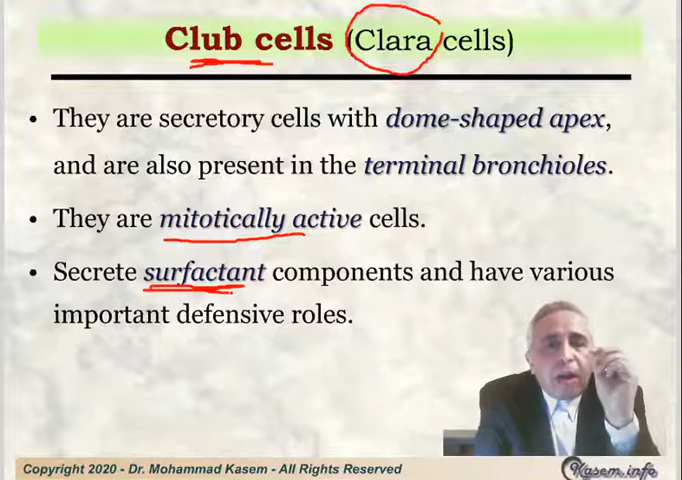 Club cells (Clara cells)
• They are secretory cells with dome-shaped apex,
and are also present in the terminal bronchioles.
• They are mitotically active cells.
• Secrete surfactant components and have various
important defensive roles.
Copyright 2020 - Dr. Mohammad Kasem - All Rights Reserved
Kasem.info